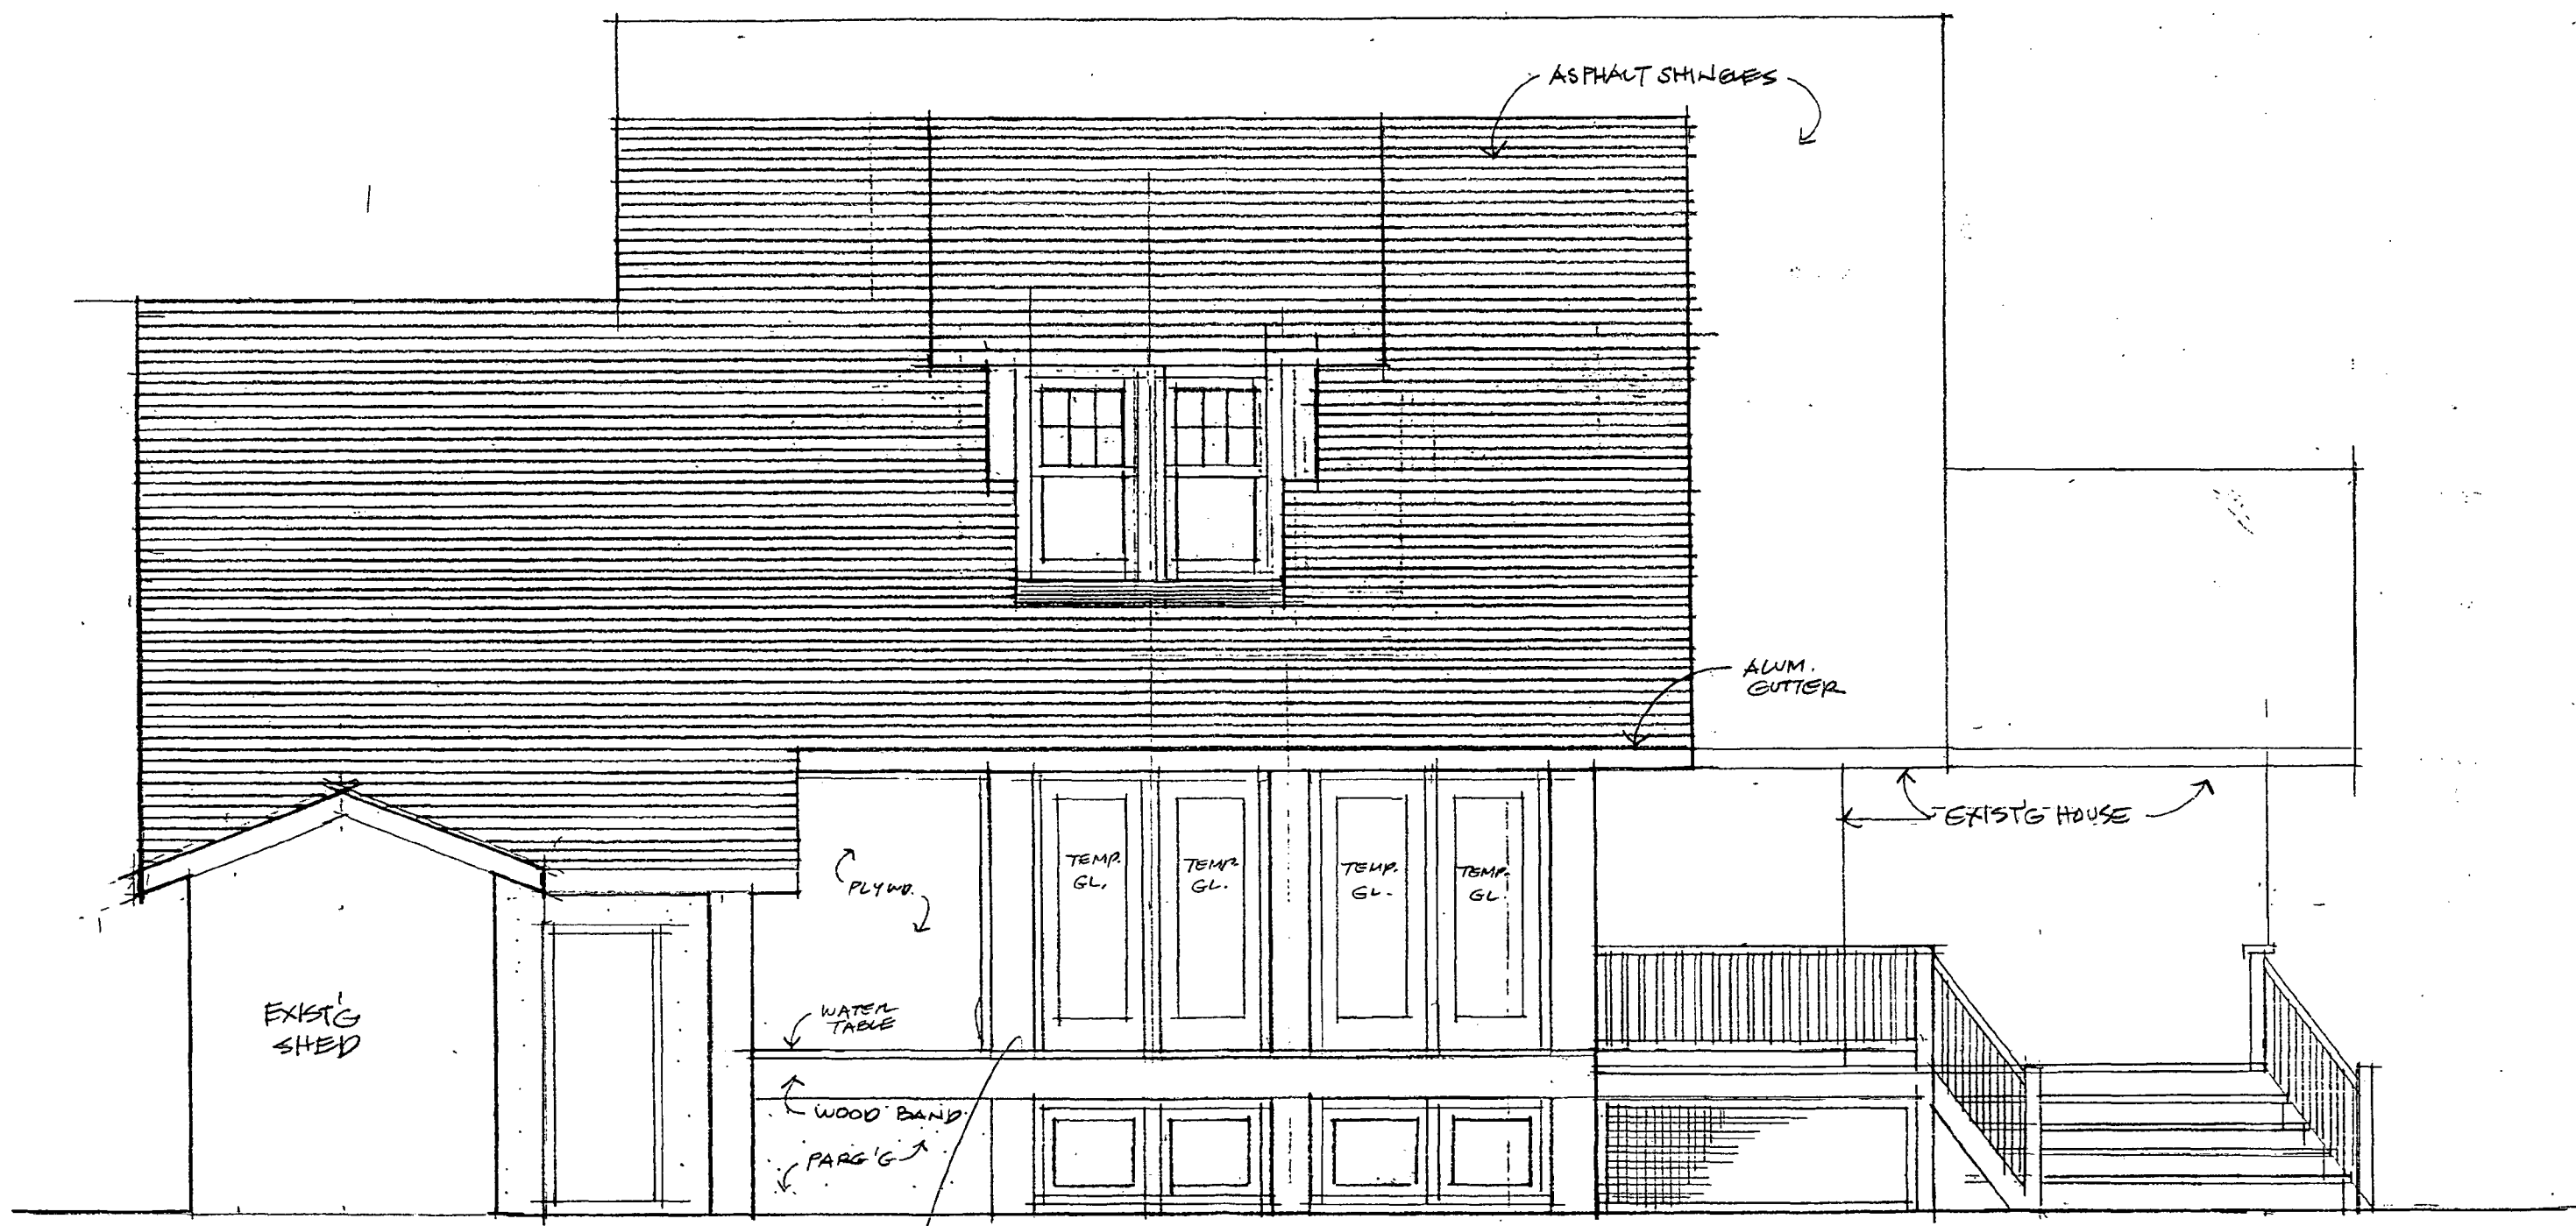 ASPHALT SHINGLES
ALUM.
GUTTER
EXIST'G HOUSE
PLYWD.
TEMP.
GL.
TEMP.
GL.
TEMP.
GL.
TEMP.
GL.
EXIST'G
SHED
WATER
TABLE
WOOD BAND
PARG'G